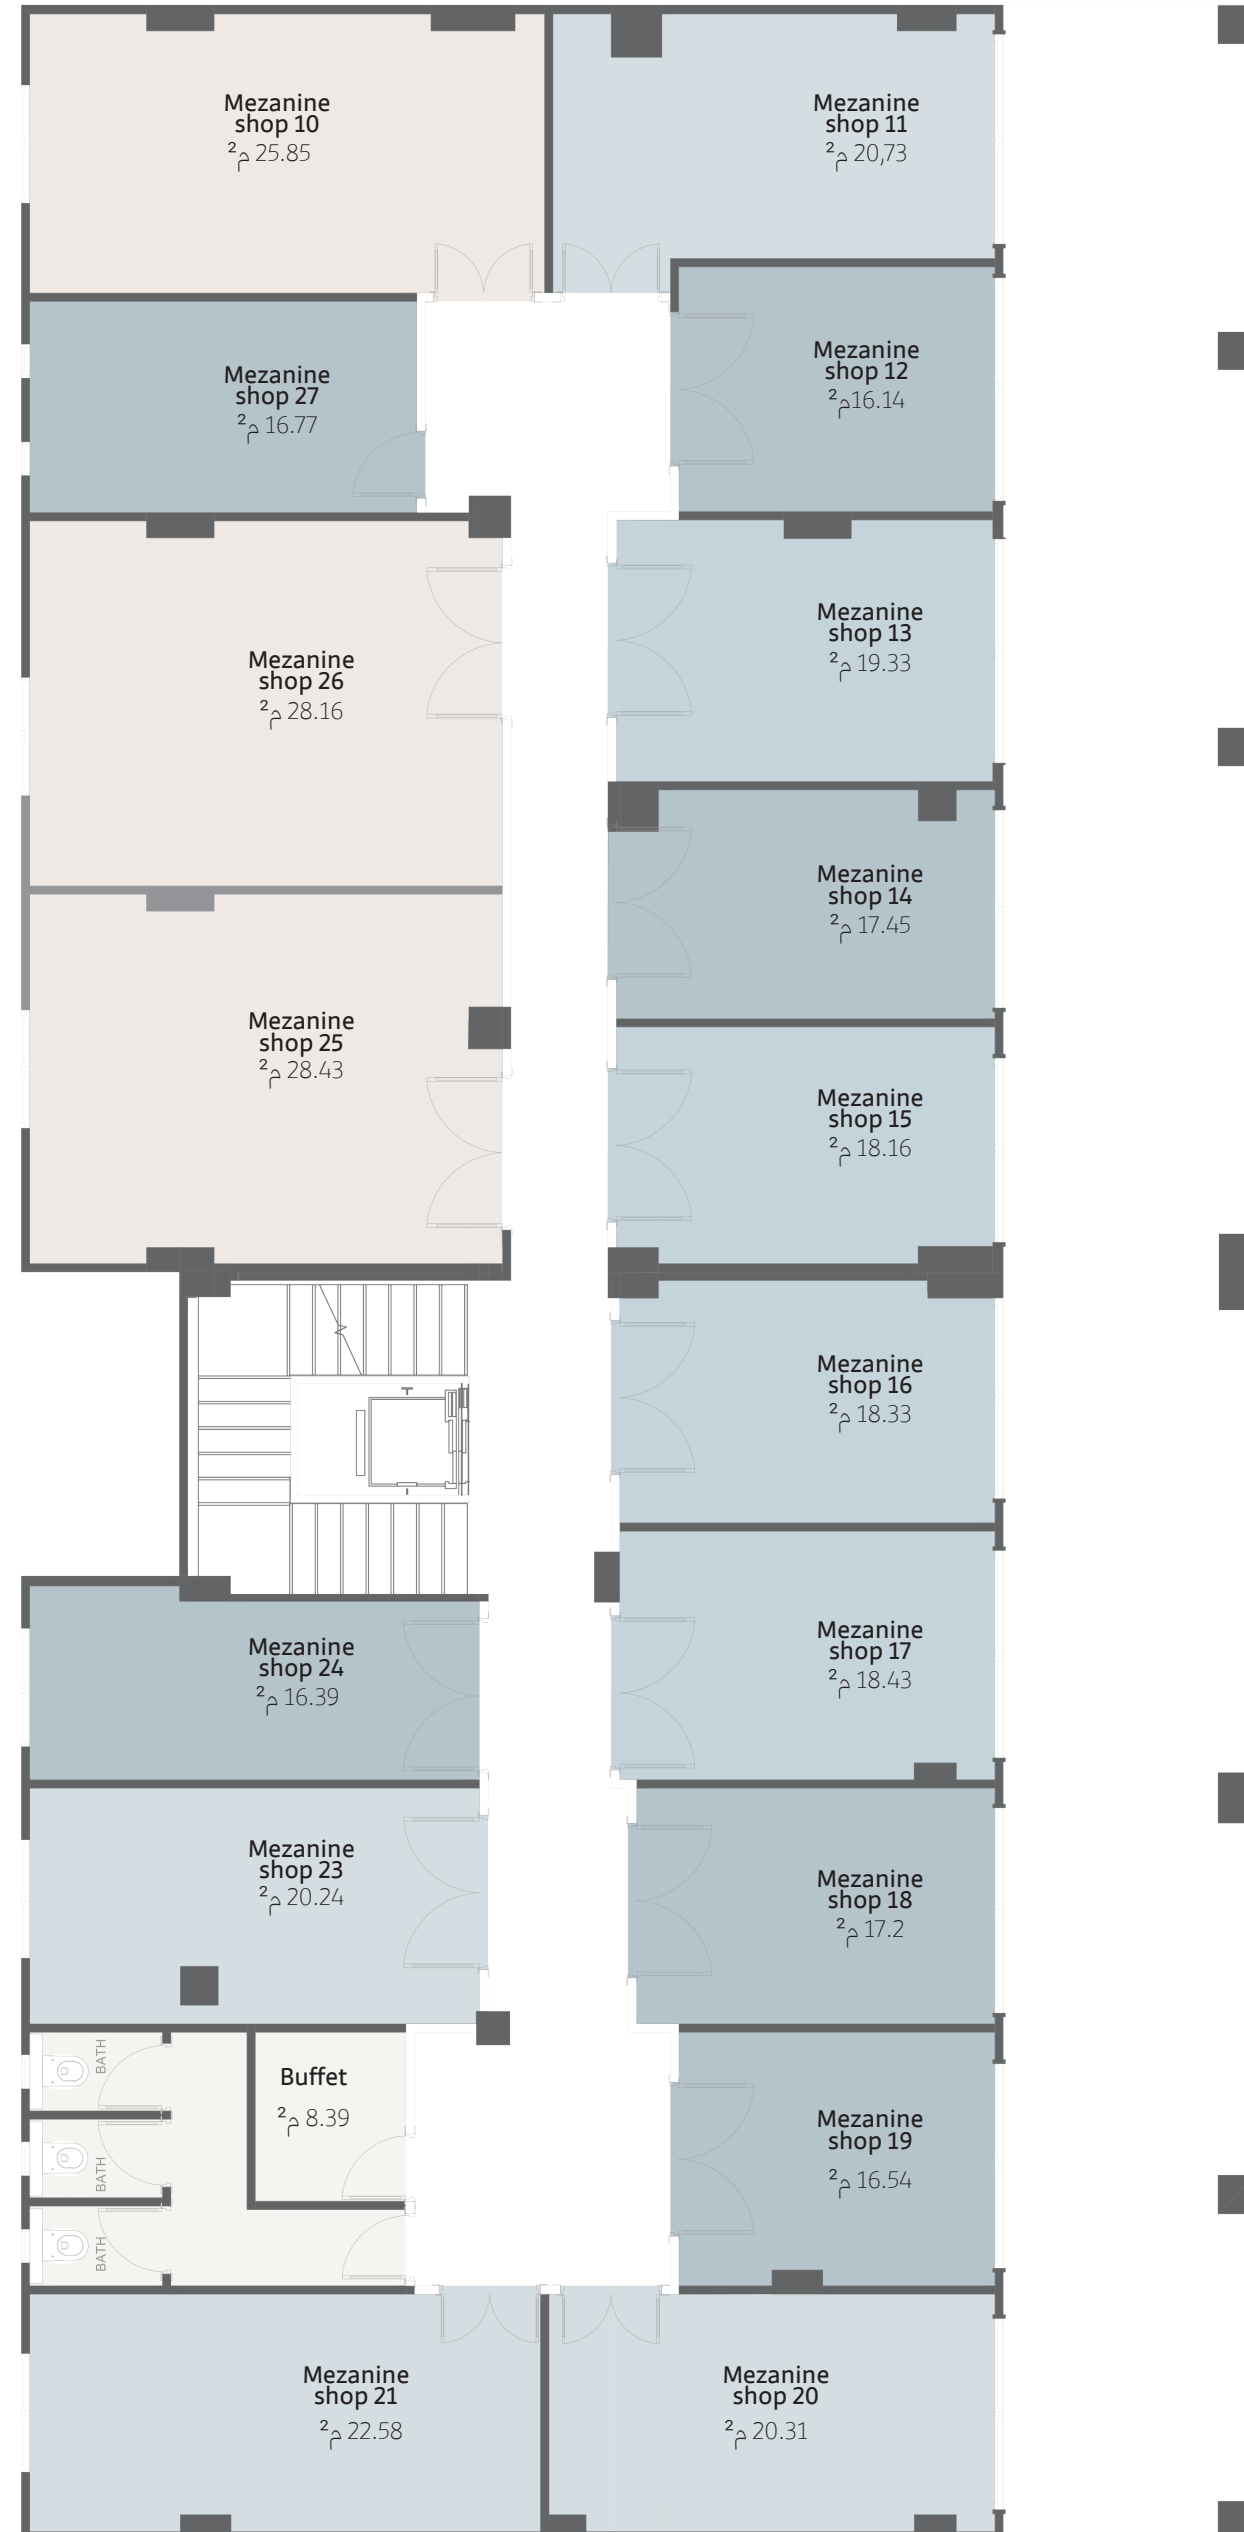 Mezanine
shop 10
25.85 م²
Mezanine
shop 11
20,73 م²
Mezanine
shop 27
16.77 م²
Mezanine
shop 12
16.14م²
Mezanine
shop 26
28.16 م²
Mezanine
shop 13
19.33 م²
Mezanine
shop 14
17.45 م²
Mezanine
shop 25
28.43 م²
Mezanine
shop 15
18.16 م²
Mezanine
shop 16
18.33 م²
Mezanine
shop 24
16.39 م²
Mezanine
shop 17
18.43 م²
Mezanine
shop 23
20.24 م²
Mezanine
shop 18
17.2 م²
BATH
BATH
BATH
Buffet
8.39 م²
Mezanine
shop 19
16.54 م²
Mezanine
shop 21
22.58 م²
Mezanine
shop 20
20.31 م²